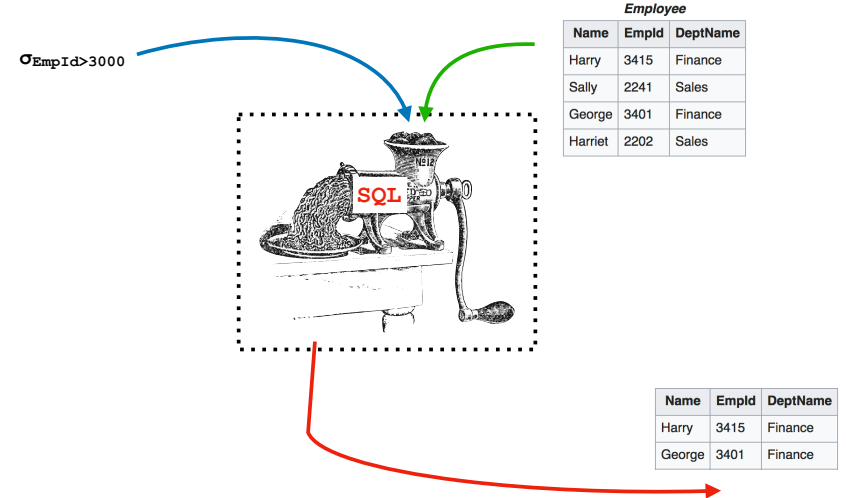 Employee
Name EmpId DeptName
Harry 3415 Finance
Sally 2241 Sales
George 3401 Finance
Harriet 2202 Sales
σEmpId>3000
Nº12
SQL
Name EmpId DeptName
Harry 3415 Finance
George 3401 Finance